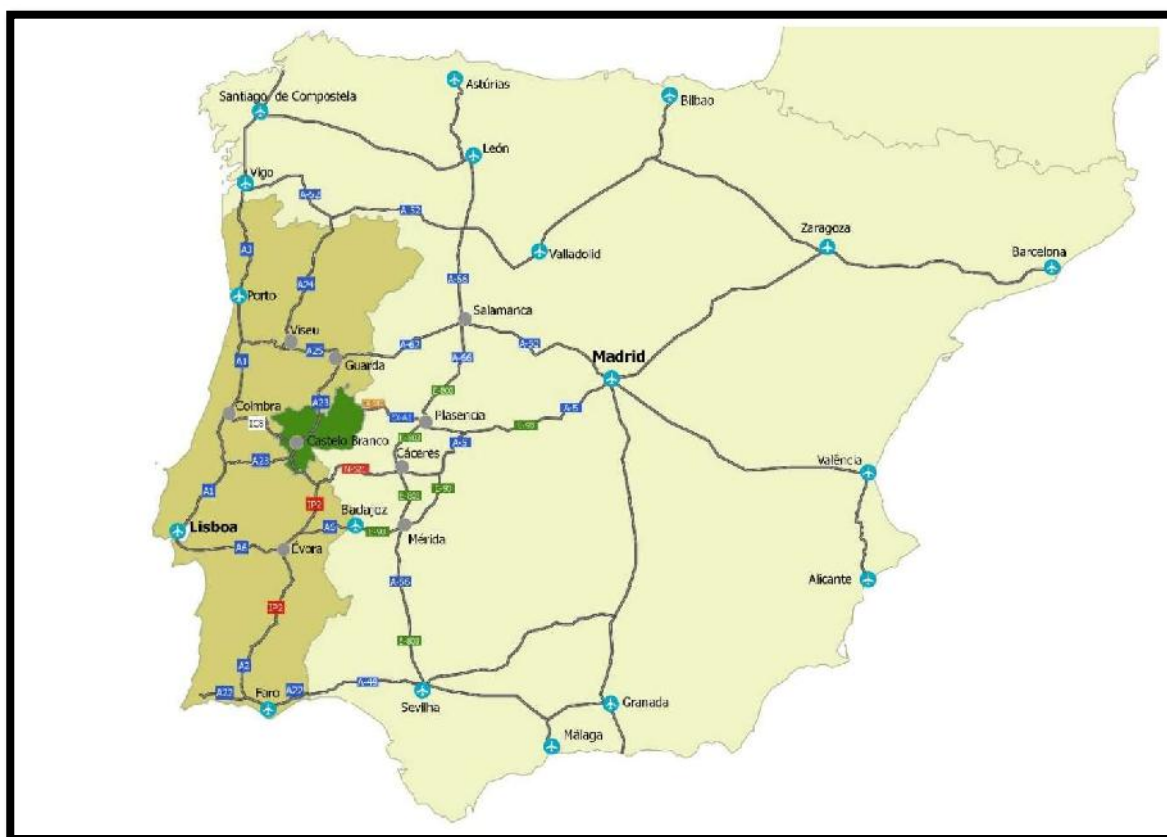 Astúrias
Santiago de Compostela
Bilbao
León
Vigo
A-52
A-52
Zaragoza
A3
Valladolid
Barcelona
A24
A-66
Porto
Salamanca
Viseu
A25
A-62
Madrid
A1
Guarda
A-66
A23
Coimbra
IC8
Plasencia
A-5
Castelo Branco
A23
Cáceres
A-5
Valência
A1
IP2
Badajoz
Lisboa
A6
Mérida
A6
Évora
A-66
Alicante
IP2
A2
A22
Faro
A22
A-49
Sevilha
Granada
Málaga